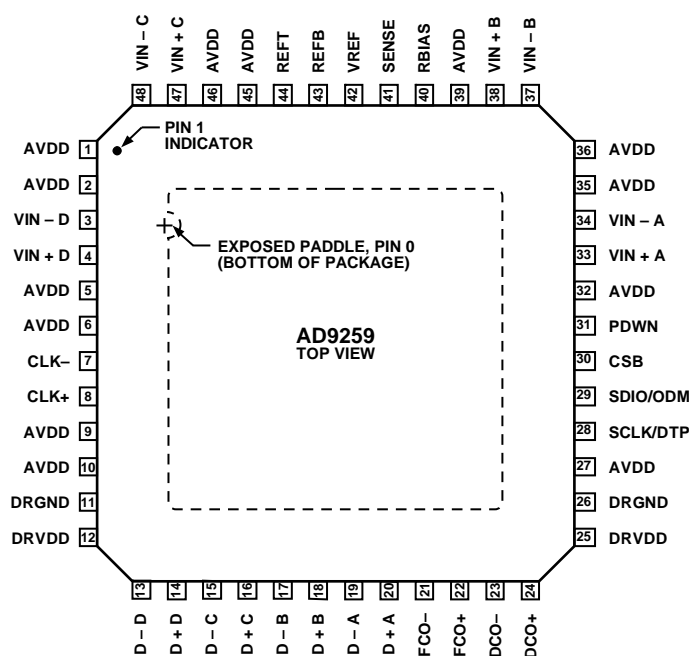 VIN – C
VIN + C
AVDD
AVDD
REFT
REFB
VREF
SENSE
RBIAS
AVDD
VIN + B
VIN – B
48
47
46
45
44
43
42
41
40
39
38
37
PIN 1
INDICATOR
AVDD 1
AVDD 2
VIN – D 3
VIN + D 4
AVDD 5
AVDD 6
CLK– 7
CLK+ 8
AVDD 9
AVDD 10
DRGND 11
DRVDD 12
EXPOSED PADDLE, PIN 0
(BOTTOM OF PACKAGE)
AD9259
TOP VIEW
36 AVDD
35 AVDD
34 VIN – A
33 VIN + A
32 AVDD
31 PDWN
30 CSB
29 SDIO/ODM
28 SCLK/DTP
27 AVDD
26 DRGND
25 DRVDD
13
14
15
16
17
18
19
20
21
22
23
24
D – D
D + D
D – C
D + C
D – B
D + B
D – A
D + A
FCO–
FCO+
DCO–
DCO+